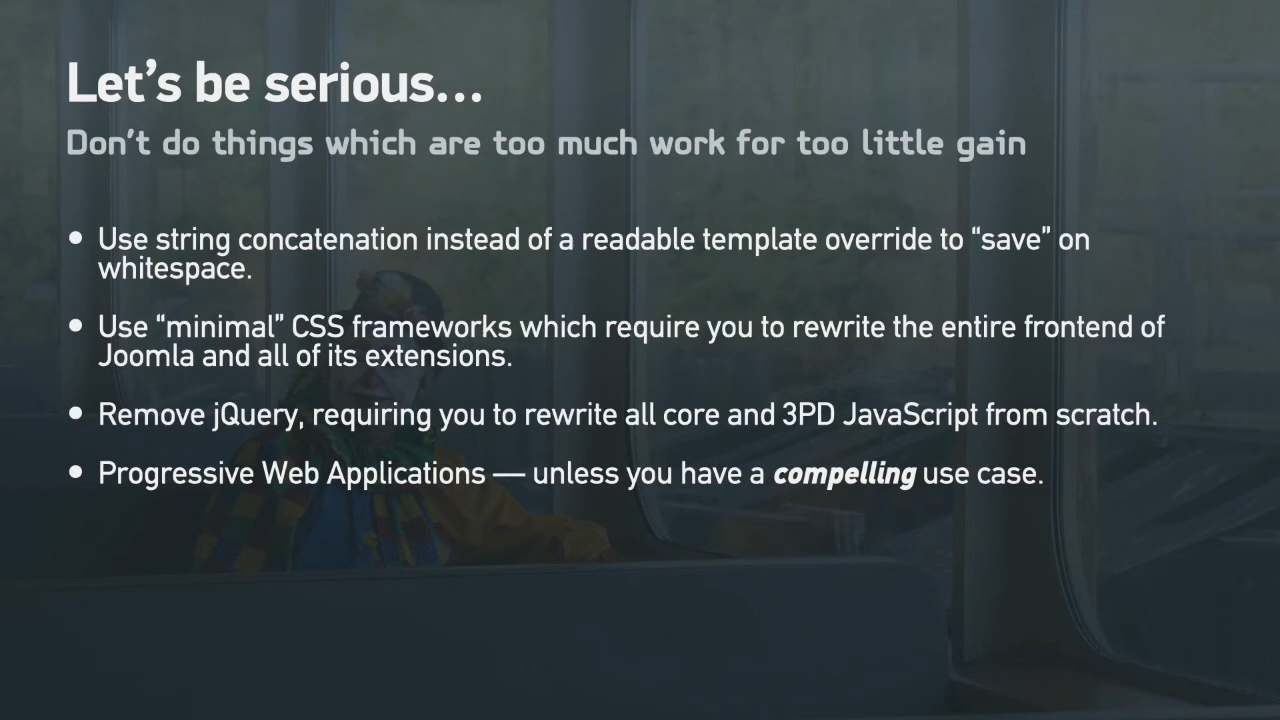 Let’s be serious…
Don’t do things which are too much work for too little gain
• Use string concatenation instead of a readable template override to “save” on
whitespace.
• Use “minimal” CSS frameworks which require you to rewrite the entire frontend of
Joomla and all of its extensions.
• Remove jQuery, requiring you to rewrite all core and 3PD JavaScript from scratch.
• Progressive Web Applications — unless you have a compelling use case.